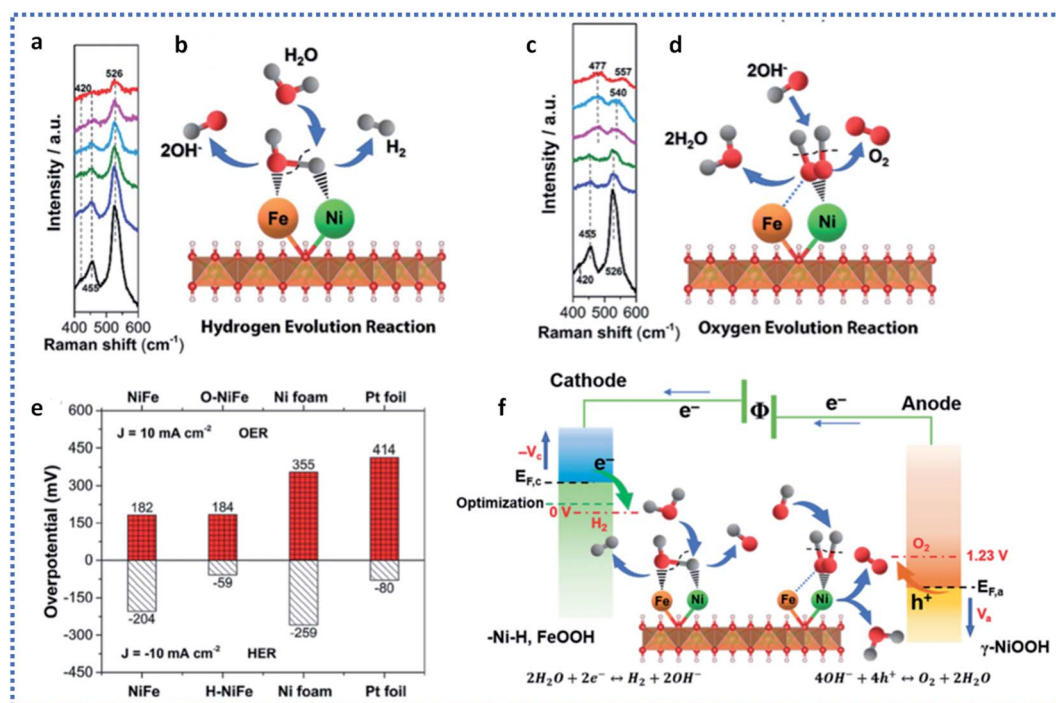 a
420
526
455
Intensity / a.u.
400 500 600
Raman shift (cm⁻¹)
b
H₂O
2OH⁻
H₂
Fe
Ni
Hydrogen Evolution Reaction
c
477
557
540
455
420
526
Intensity / a.u.
400 500 600
Raman shift (cm⁻¹)
d
2OH⁻
2H₂O
O₂
Fe
Ni
Oxygen Evolution Reaction
e
NiFe O-NiFe Ni foam Pt foil
J = 10 mA cm⁻² OER
Overpotential (mV)
600
450
300
150
0
-150
-300
-450
182
184
355
414
-204
-59
-259
-80
J = -10 mA cm⁻² HER
NiFe H-NiFe Ni foam Pt foil
f
Cathode
e⁻
Φ
e⁻
Anode
−V_c
e⁻
E_F,c
Optimization
0 V
H₂
Fe
Ni
-Ni-H, FeOOH
Fe
Ni
O₂
1.23 V
E_F,a
h⁺
V_a
γ-NiOOH
2H₂O + 2e⁻ ↔ H₂ + 2OH⁻
4OH⁻ + 4h⁺ ↔ O₂ + 2H₂O